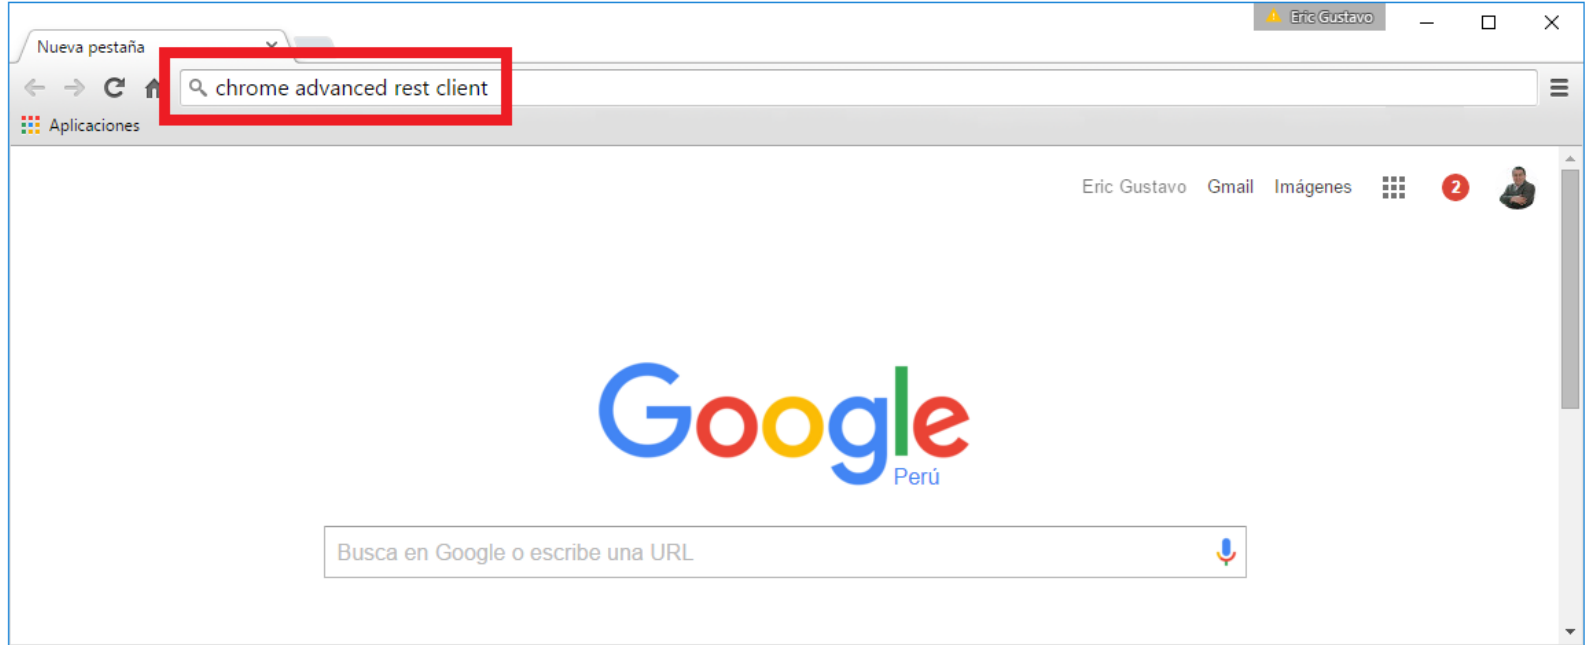 Eric Gustavo
Nueva pestaña
chrome advanced rest client
Aplicaciones
Eric Gustavo Gmail Imágenes 2
Google
Perú
Busca en Google o escribe una URL